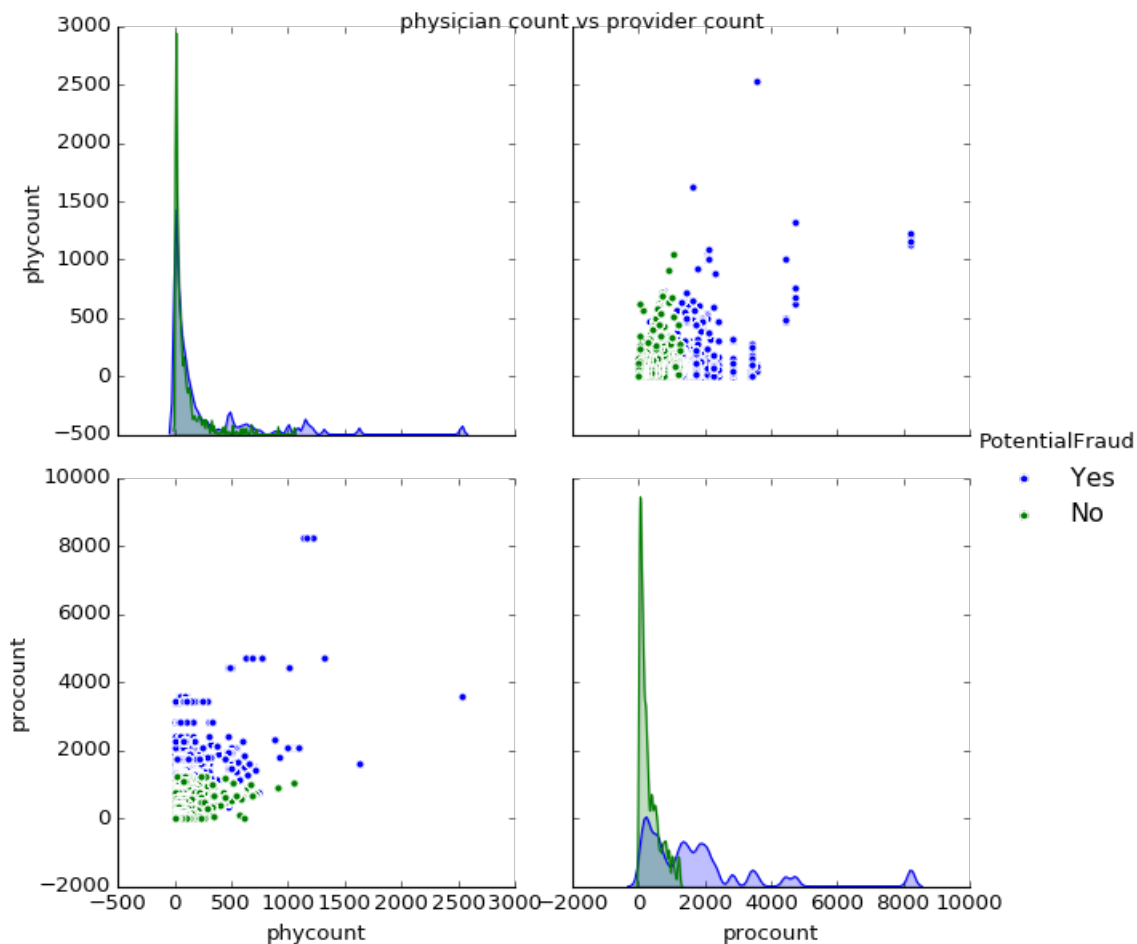 physician count vs provider count
3000
2500
2000
1500
1000
500
0
−500
phycount
−500 0 500 1000 1500 2000 2500 3000
phycount
10000
8000
6000
4000
2000
0
−2000
procount
−2000 0 2000 4000 6000 8000 10000
procount
PotentialFraud
Yes
No